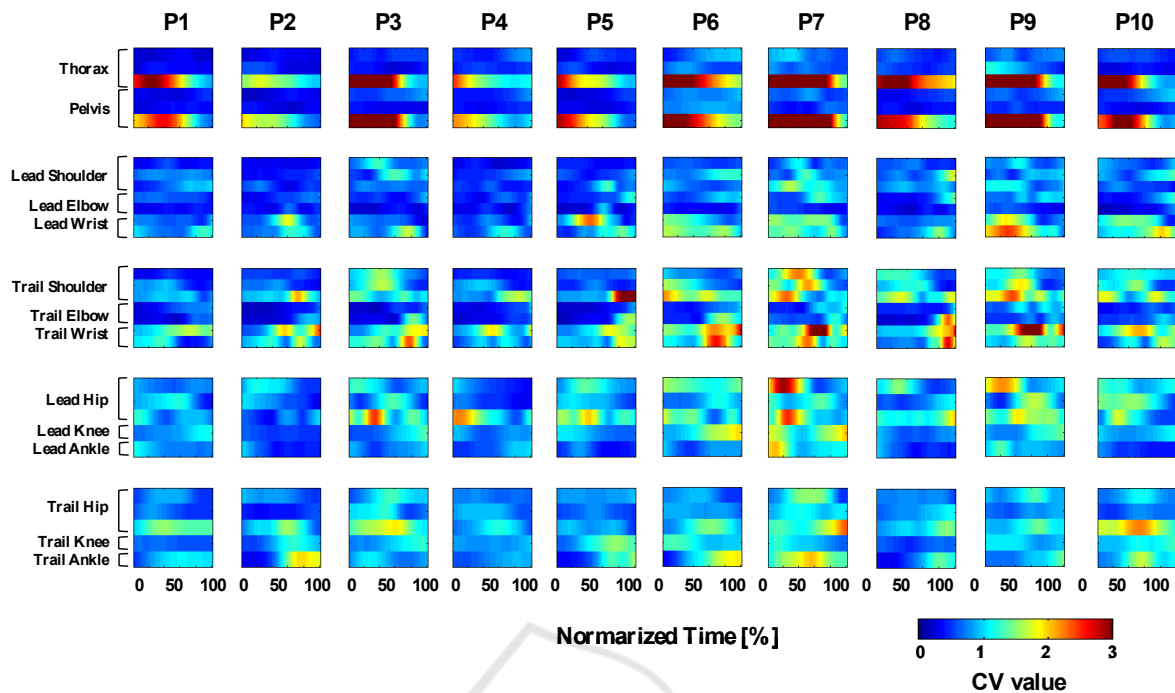 P1 P2 P3 P4 P5 P6 P7 P8 P9 P10
Thorax
Pelvis
Lead Shoulder
Lead Elbow
Lead Wrist
Trail Shoulder
Trail Elbow
Trail Wrist
Lead Hip
Lead Knee
Lead Ankle
Trail Hip
Trail Knee
Trail Ankle
0 50 100 0 50 100 0 50 100 0 50 100 0 50 100 0 50 100 0 50 100 0 50 100 0 50 100 0 50 100
Normarized Time [%]
0 1 2 3
CV value